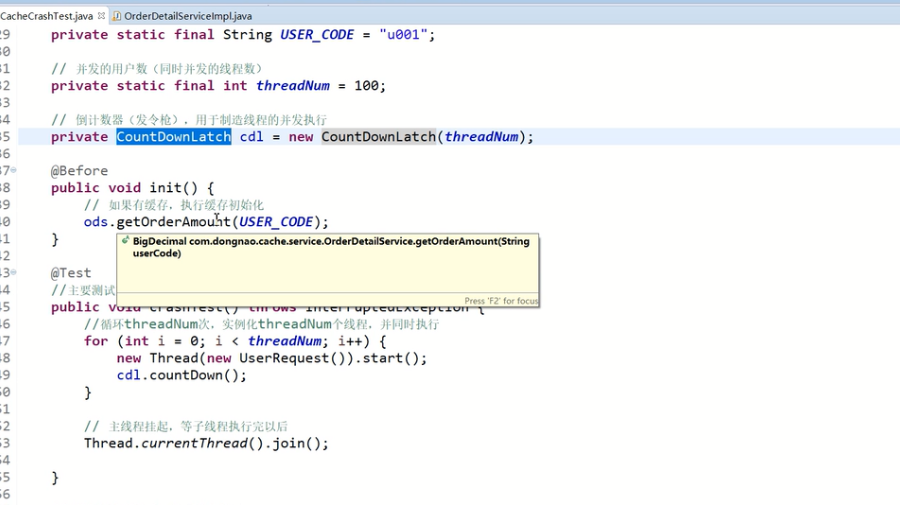 CacheCrashTest.java OrderDetailServiceImpl.java
29 private static final String USER_CODE = "u001";
30
31 // 并发的用户数（同时并发的线程数）
32 private static final int threadNum = 100;
33
34 // 倒计数器（发令枪），用于制造线程的并发执行
35 private CountDownLatch cdl = new CountDownLatch(threadNum);
36
37 @Before
38 public void init() {
39 // 如果有缓存，执行缓存初始化
40 ods.getOrderAmount(USER_CODE);
41 }
BigDecimal com.dongnao.cache.service.OrderDetailService.getOrderAmount(String
42 userCode)
43 @Test
44 //主要测试
Press 'F2' for focus
45 public void crashTest() throws InterruptedException {
46 //循环threadNum次，实例化threadNum个线程，并同时执行
47 for (int i = 0; i < threadNum; i++) {
48 new Thread(new UserRequest()).start();
49 cdl.countDown();
50 }
51
52 // 主线程挂起，等子线程执行完以后
53 Thread.currentThread().join();
54
55 }
56